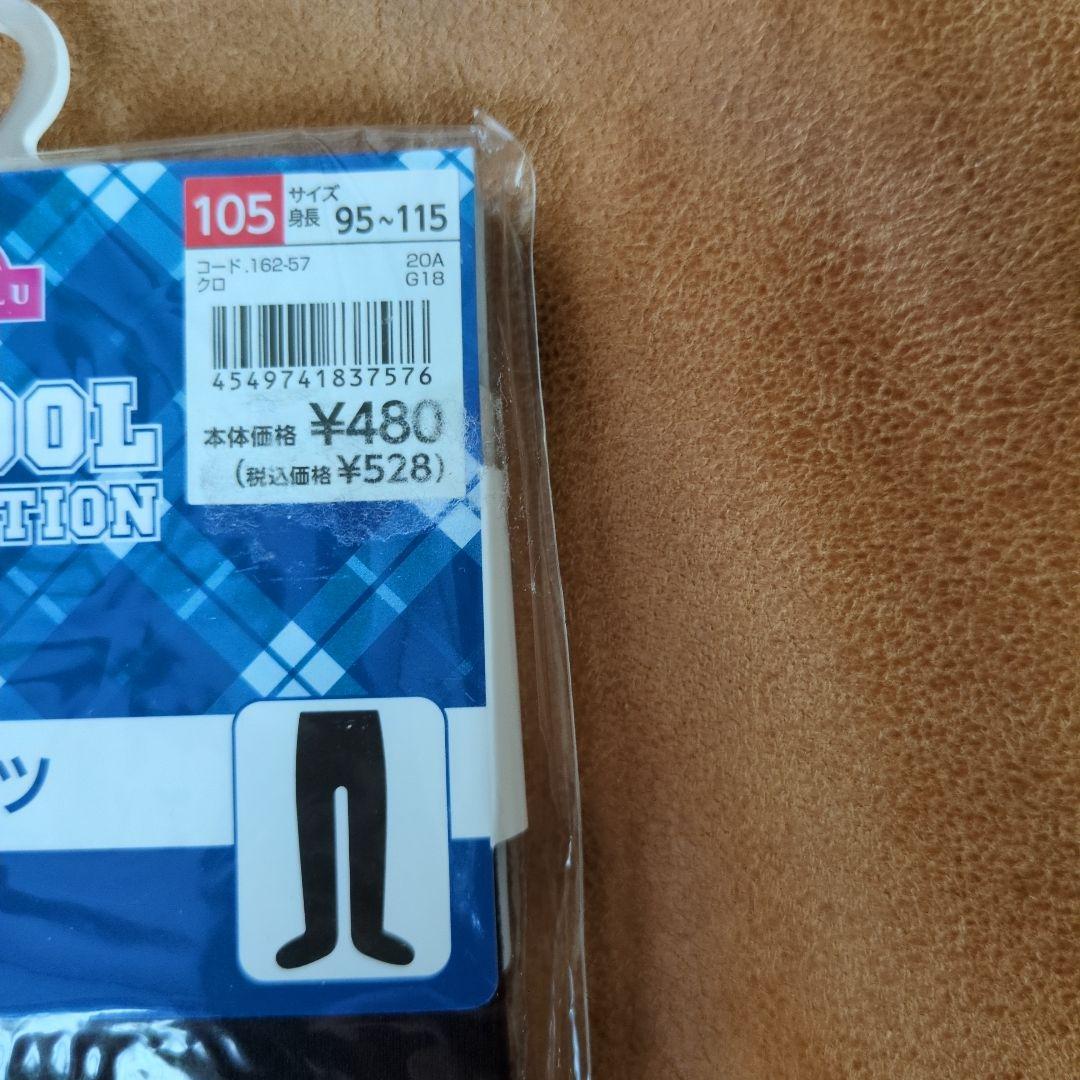 105 サイズ
身長 95~115
コード.162-57 20A
クロ G18
4549741837576
本体価格 ¥480
(税込価格 ¥528)
LU
OOL
TION
ツ